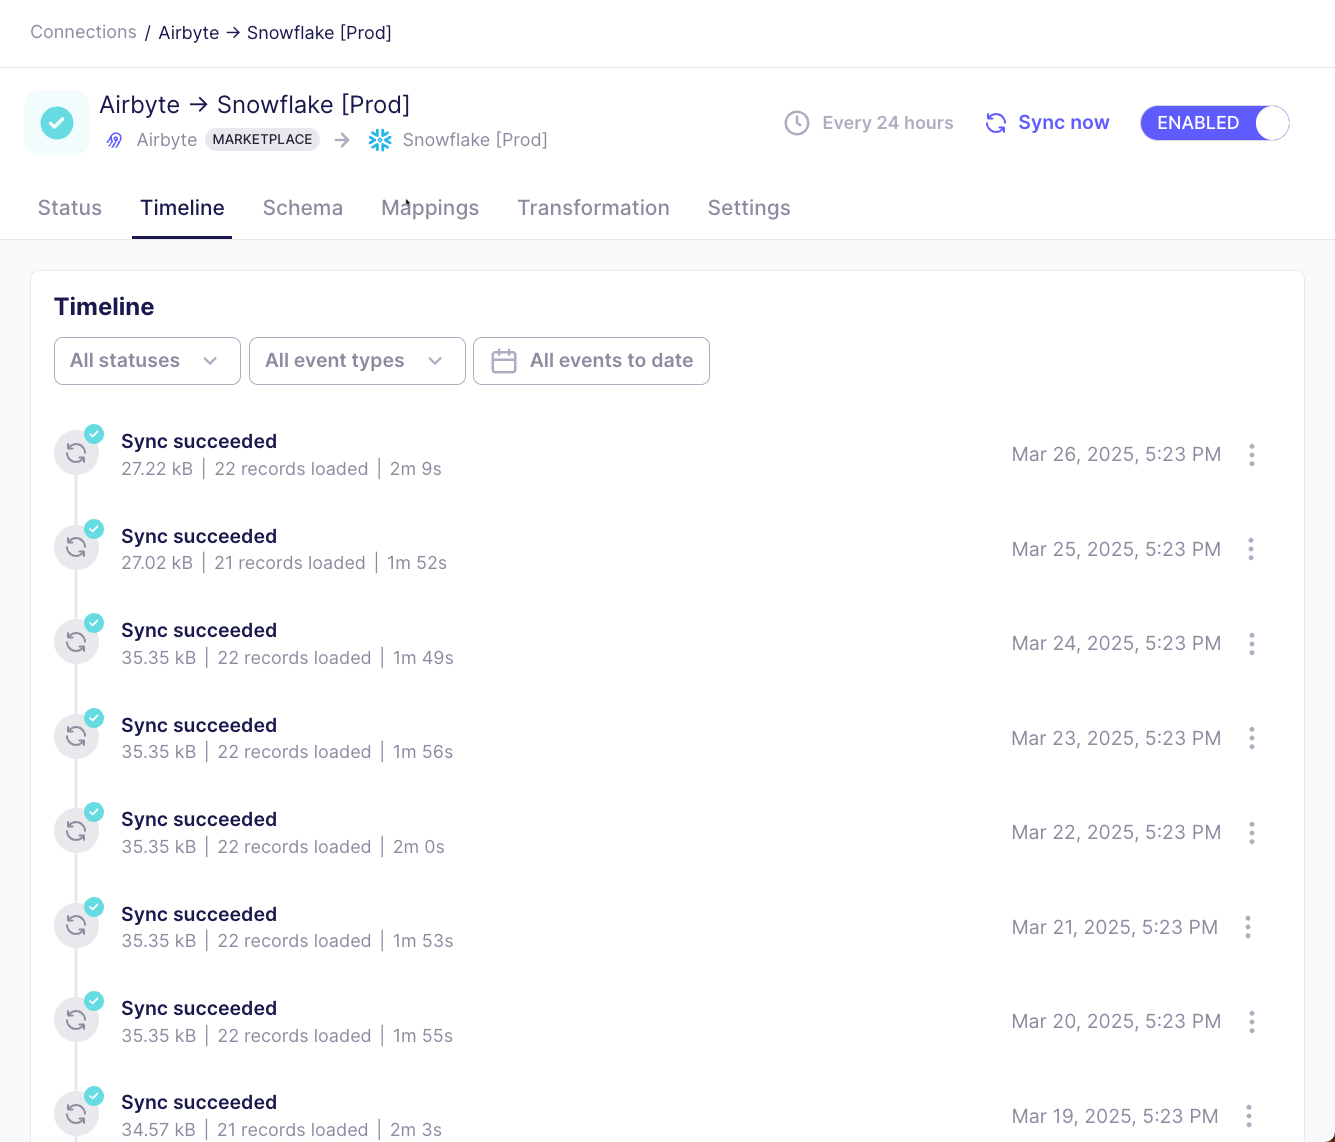 Connections / Airbyte → Snowflake [Prod]
Airbyte → Snowflake [Prod]
Airbyte MARKETPLACE → Snowflake [Prod]
Every 24 hours
Sync now
ENABLED
Status Timeline Schema Mappings Transformation Settings
Timeline
All statuses All event types All events to date
Sync succeeded
27.22 kB | 22 records loaded | 2m 9s
Mar 26, 2025, 5:23 PM
Sync succeeded
27.02 kB | 21 records loaded | 1m 52s
Mar 25, 2025, 5:23 PM
Sync succeeded
35.35 kB | 22 records loaded | 1m 49s
Mar 24, 2025, 5:23 PM
Sync succeeded
35.35 kB | 22 records loaded | 1m 56s
Mar 23, 2025, 5:23 PM
Sync succeeded
35.35 kB | 22 records loaded | 2m 0s
Mar 22, 2025, 5:23 PM
Sync succeeded
35.35 kB | 22 records loaded | 1m 53s
Mar 21, 2025, 5:23 PM
Sync succeeded
35.35 kB | 22 records loaded | 1m 55s
Mar 20, 2025, 5:23 PM
Sync succeeded
34.57 kB | 21 records loaded | 2m 3s
Mar 19, 2025, 5:23 PM